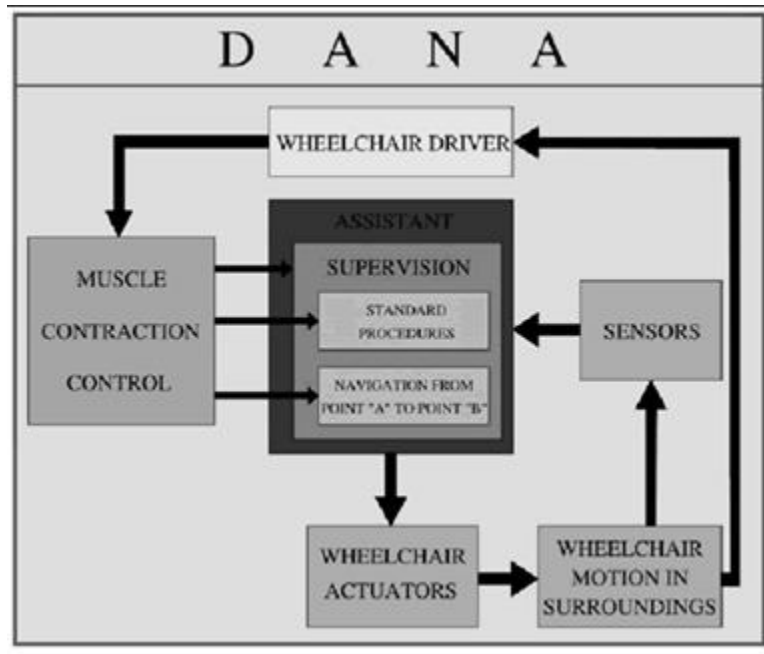 D A N A
WHEELCHAIR DRIVER
ASSISTANT
MUSCLE
CONTRACTION
CONTROL
SUPERVISION
STANDARD
PROCEDURES
NAVIGATION FROM
POINT "A" TO POINT "B"
SENSORS
WHEELCHAIR
ACTUATORS
WHEELCHAIR
MOTION IN
SURROUNDINGS